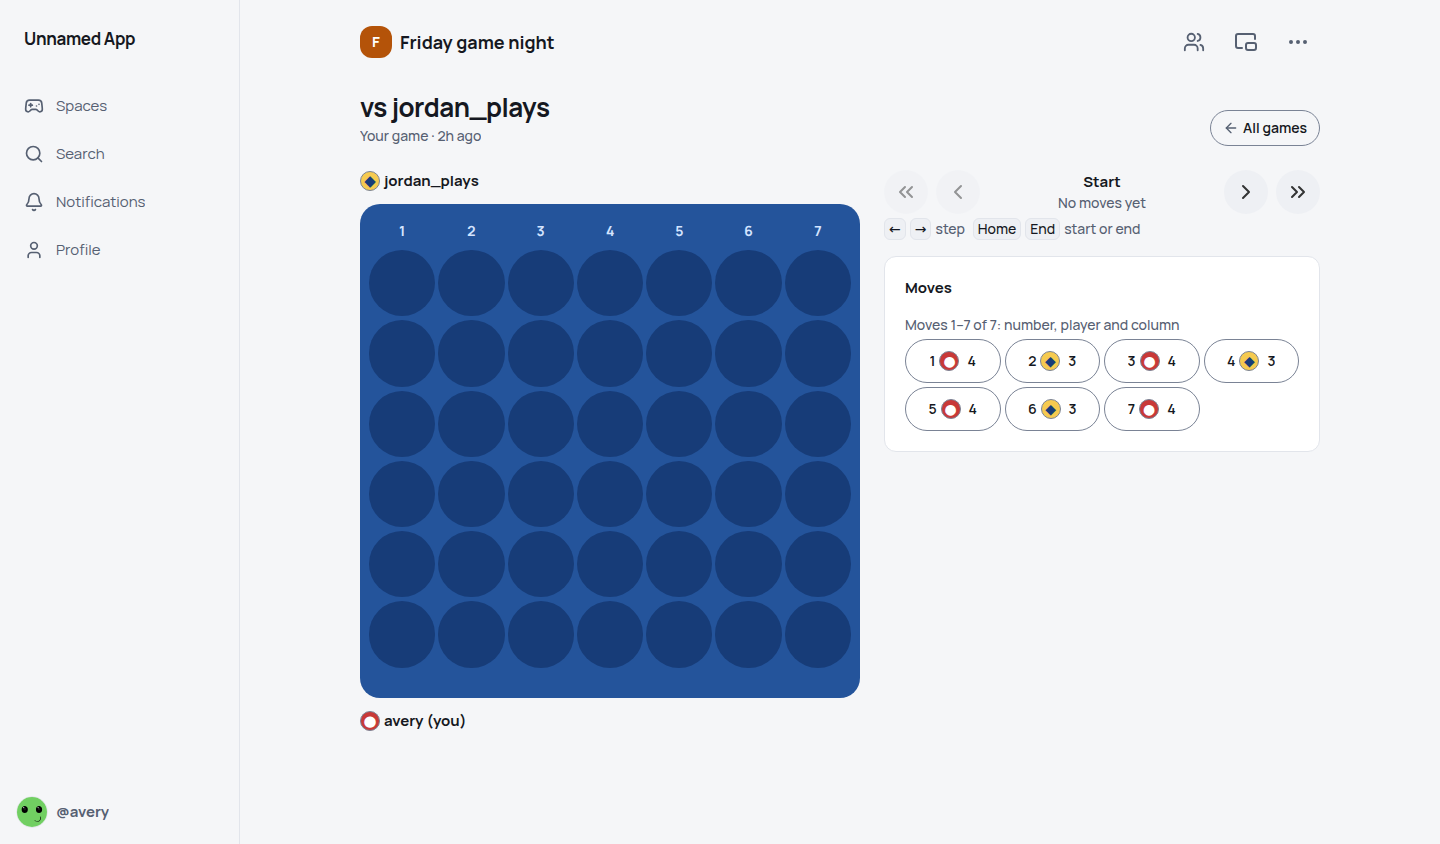 Unnamed App
Spaces
Search
Notifications
Profile
@avery
F Friday game night
vs jordan_plays
Your game · 2h ago
← All games
jordan_plays
1 2 3 4 5 6 7
avery (you)
Start
No moves yet
← → step Home End start or end
Moves
Moves 1–7 of 7: number, player and column
1 4 2 3 3 4 4 3
5 4 6 3 7 4